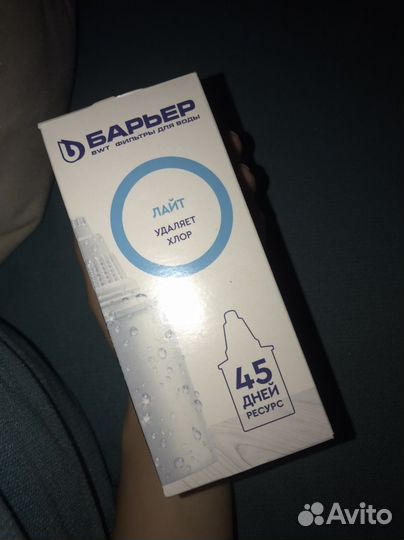 БАРЬЕР
BWT ФИЛЬТРЫ ДЛЯ ВОДЫ
ЛАЙТ
УДАЛЯЕТ
ХЛОР
45
ДНЕЙ
РЕСУРС
Avito